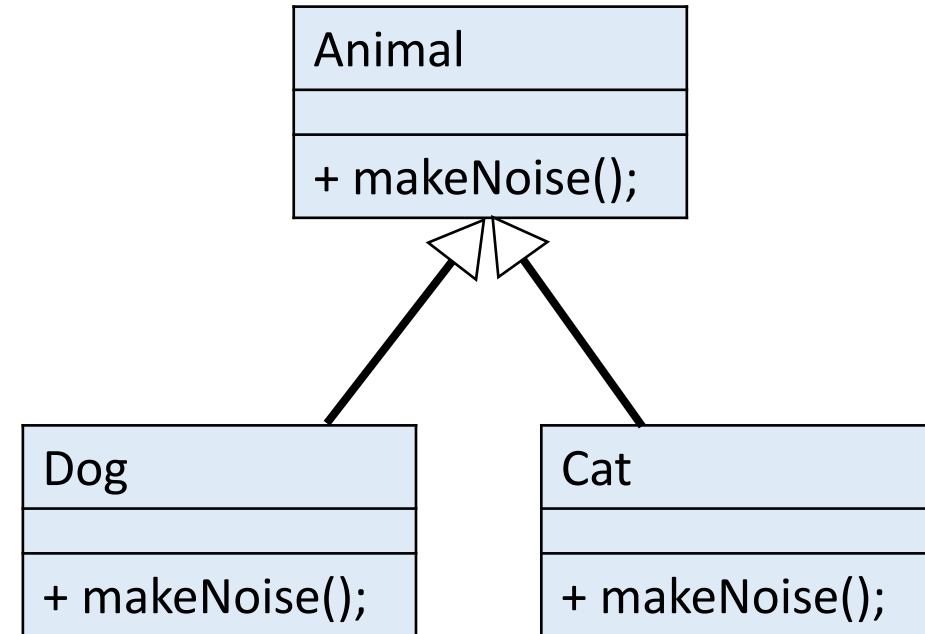 Animal
+ makeNoise();
Dog
+ makeNoise();
Cat
+ makeNoise();